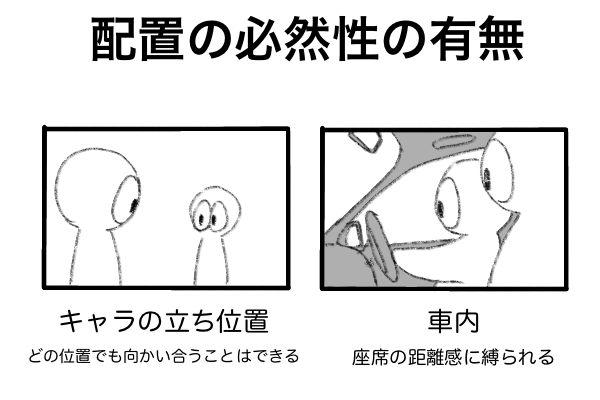 配置の必然性の有無
キャラの立ち位置
どの位置でも向かい合うことはできる
車内
座席の距離感に縛られる